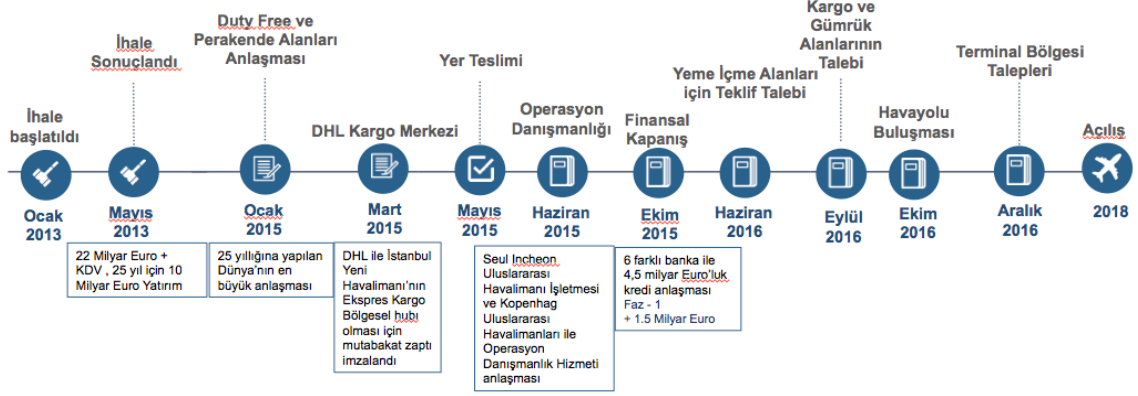 İhale
başlatıldı
Ocak
2013
İhale
Sonuçlandı
Mayıs
2013
22 Milyar Euro +
KDV , 25 yıl için 10
Milyar Euro Yatırım
Duty Free ve
Perakende Alanları
Anlaşması
Ocak
2015
25 yıllığına yapılan
Dünya’nın en
büyük anlaşması
DHL Kargo Merkezi
Mart
2015
DHL ile İstanbul
Yeni
Havalimanı’nın
Ekspres Kargo
Bölgesel hubı
olması için
mutabakat zaptı
imzalandı
Yer Teslimi
Mayıs
2015
Operasyon
Danışmanlığı
Haziran
2015
Seul Incheon
Uluslararası
Havalimanı İşletmesi
ve Kopenhag
Uluslararası
Havalimanları ile
Operasyon
Danışmanlık Hizmeti
anlaşması
Finansal
Kapanış
Ekim
2015
6 farklı banka ile
4,5 milyar Euro’luk
kredi anlaşması
Faz - 1
+ 1.5 Milyar Euro
Yeme İçme Alanları
için Teklif Talebi
Haziran
2016
Kargo ve
Gümrük
Alanlarının
Talebi
Eylül
2016
Havayolu
Buluşması
Ekim
2016
Terminal Bölgesi
Talepleri
Aralık
2016
Açılış
2018